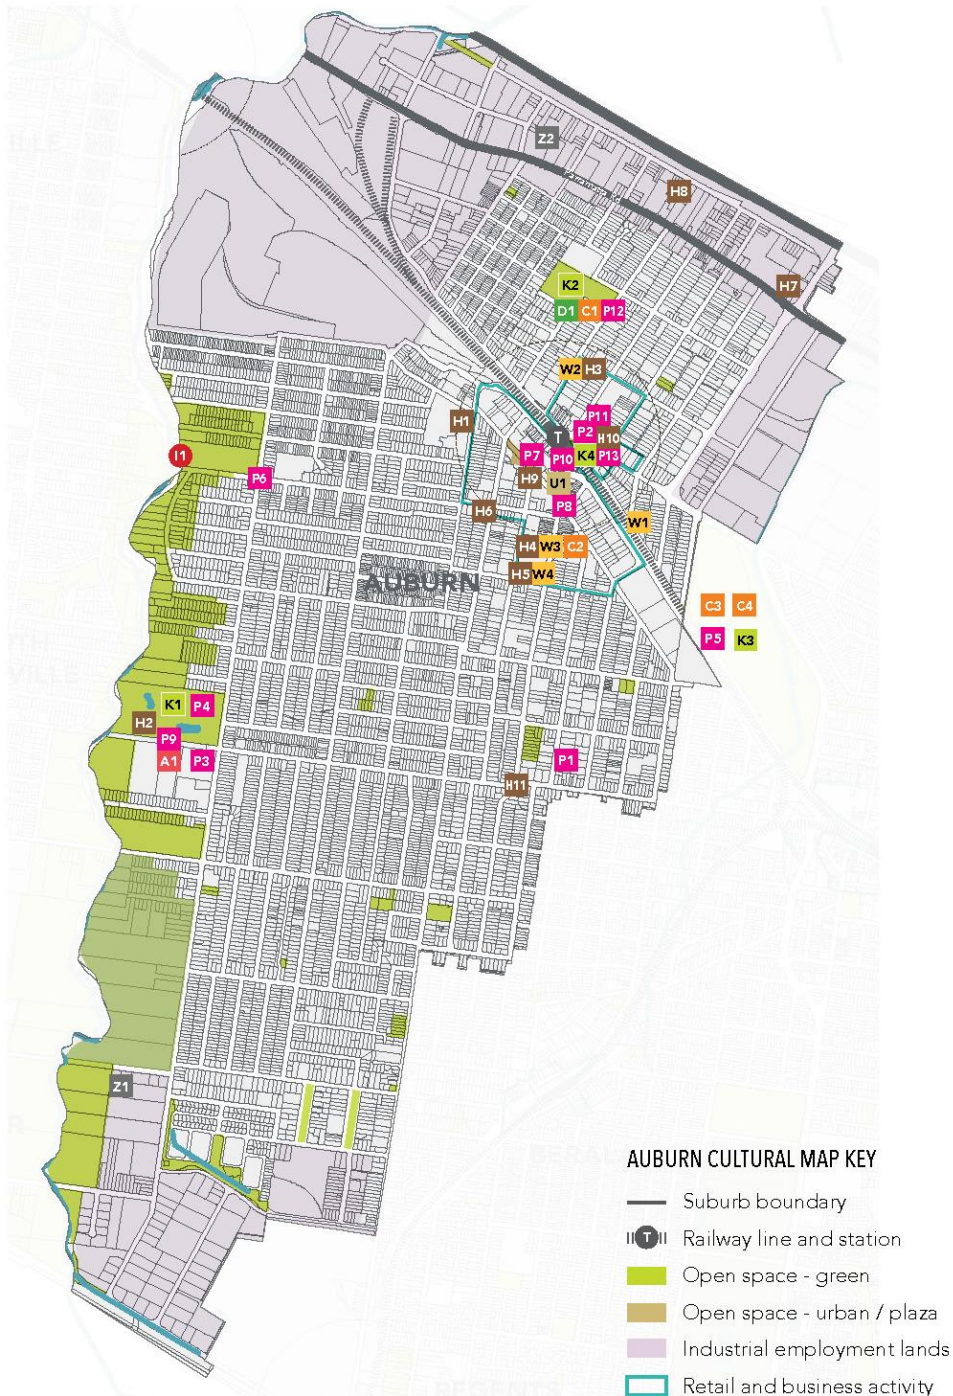 Z2
H8
H7
K2
D1 C1 P12
W2 H3
P11
H1
P2 H10
T
P7 P10 K4 P13
I1
P6
H9 U1
P8
H6
W1
H4 W3 C2
H5 W4
AUBURN
C3 C4
P5 K3
K1 P4
H2
P9
A1 P3
P1
H11
Z1
AUBURN CULTURAL MAP KEY
Suburb boundary
T Railway line and station
Open space - green
Open space - urban / plaza
Industrial employment lands
Retail and business activity